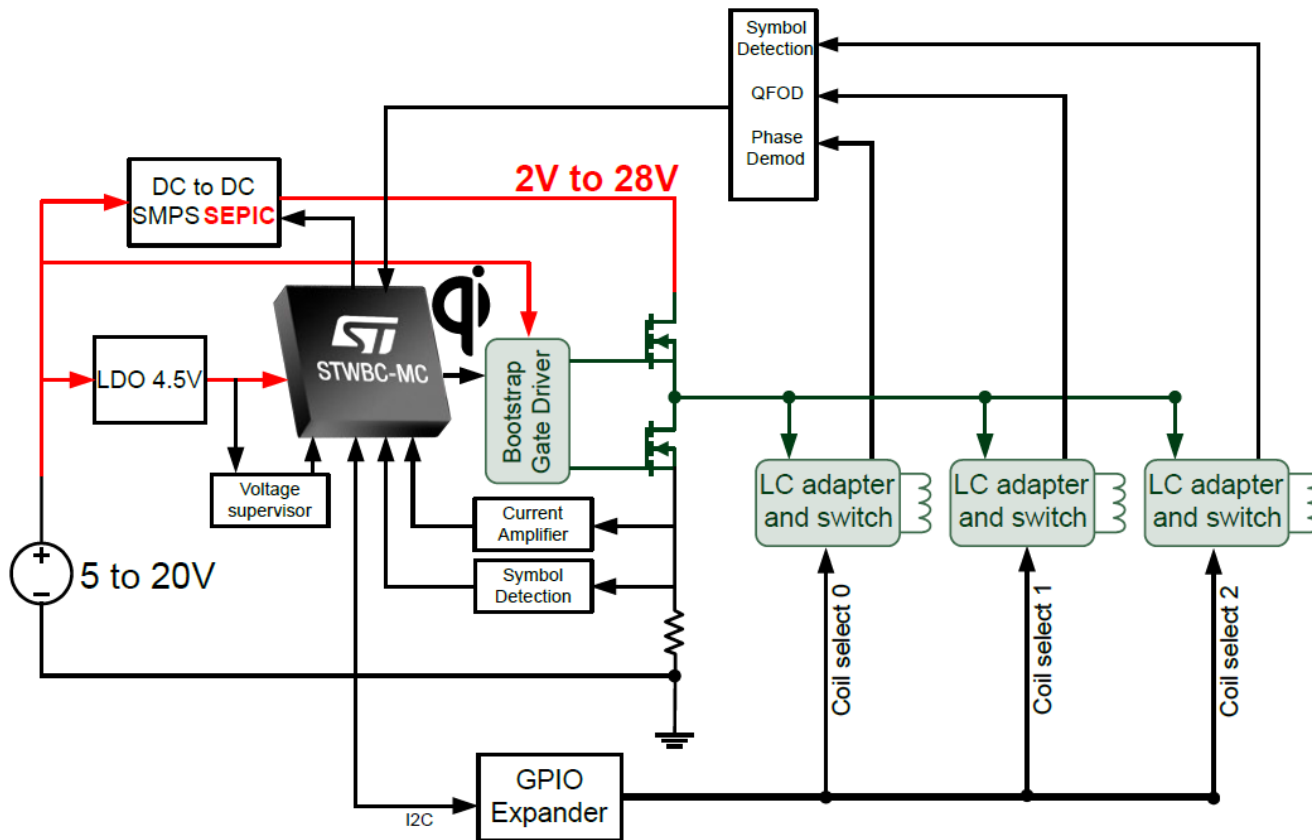 Symbol
Detection
QFOD
Phase
Demod
DC to DC
SMPS SEPIC
2V to 28V
qi
ST
STWBC-MC
LDO 4.5V
Bootstrap
Gate Driver
Voltage
supervisor
Current
Amplifier
Symbol
Detection
LC adapter
and switch
LC adapter
and switch
LC adapter
and switch
+
−
5 to 20V
Coil select 0
Coil select 1
Coil select 2
I2C
GPIO
Expander